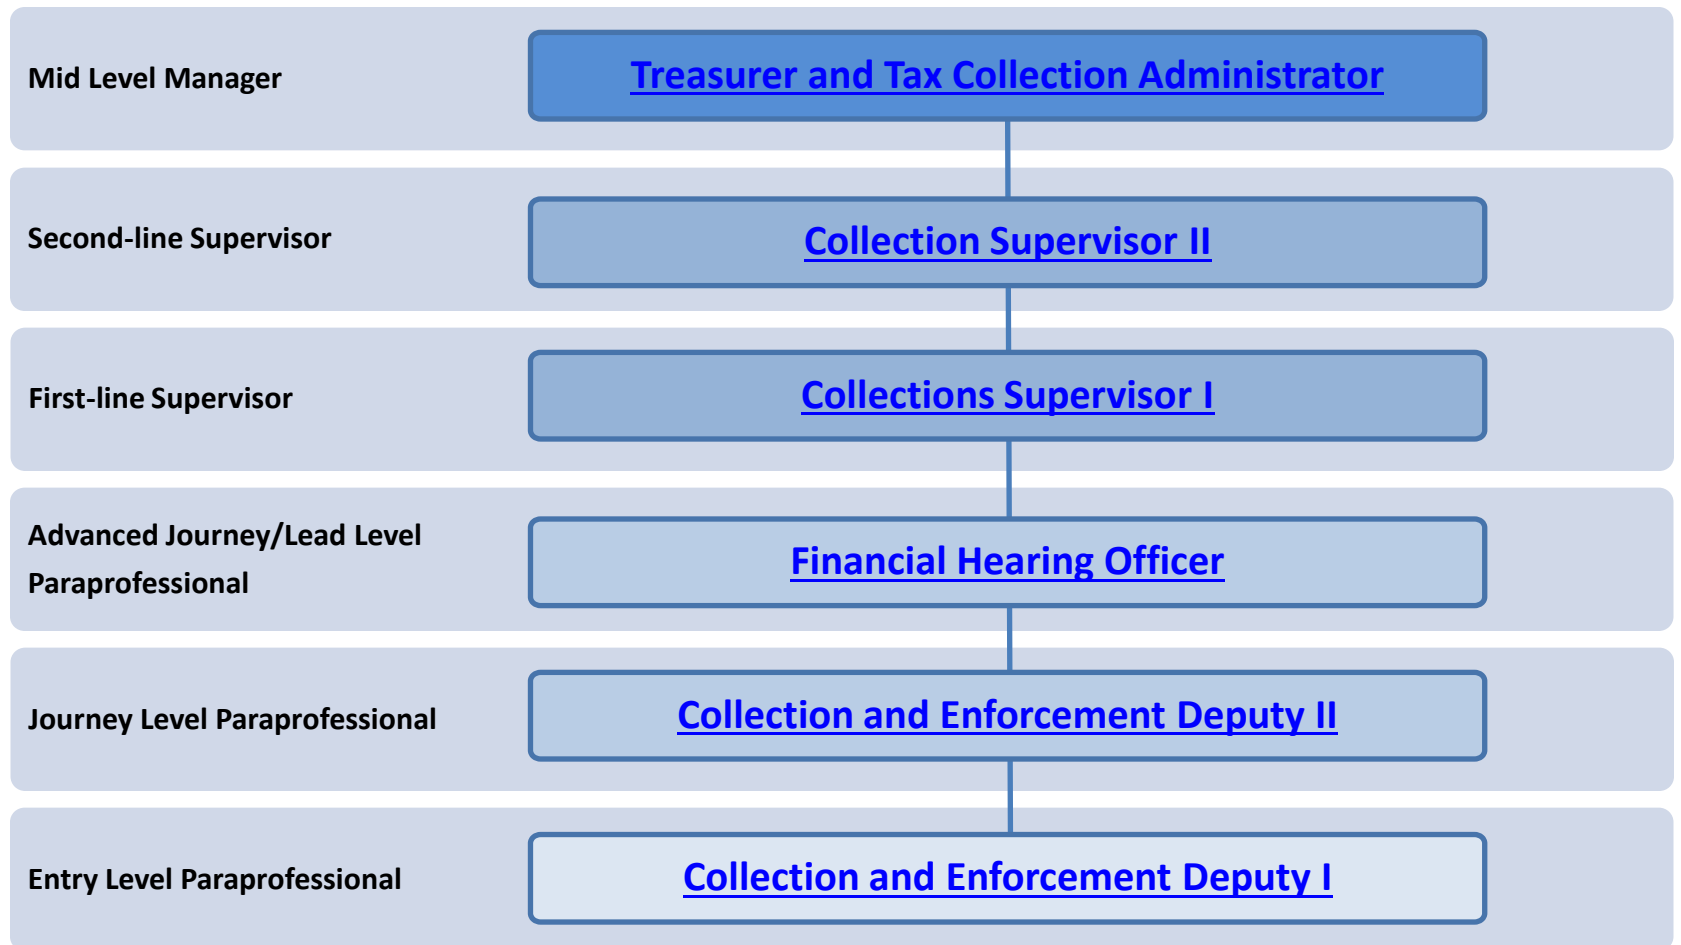 Mid Level Manager
Treasurer and Tax Collection Administrator
Second-line Supervisor
Collection Supervisor II
First-line Supervisor
Collections Supervisor I
Advanced Journey/Lead Level
Paraprofessional
Financial Hearing Officer
Journey Level Paraprofessional
Collection and Enforcement Deputy II
Entry Level Paraprofessional
Collection and Enforcement Deputy I